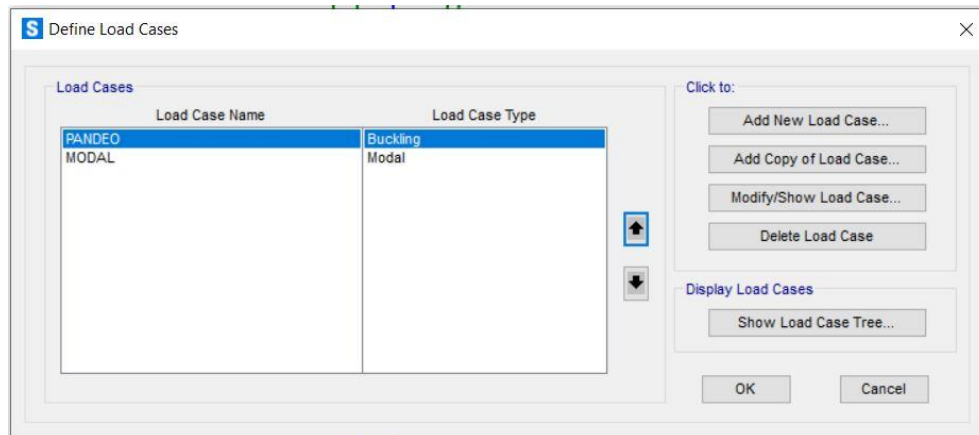 S Define Load Cases
Load Cases
Load Case Name Load Case Type
PANDEO Buckling
MODAL Modal
Click to:
Add New Load Case...
Add Copy of Load Case...
Modify/Show Load Case...
Delete Load Case
Display Load Cases
Show Load Case Tree...
OK Cancel